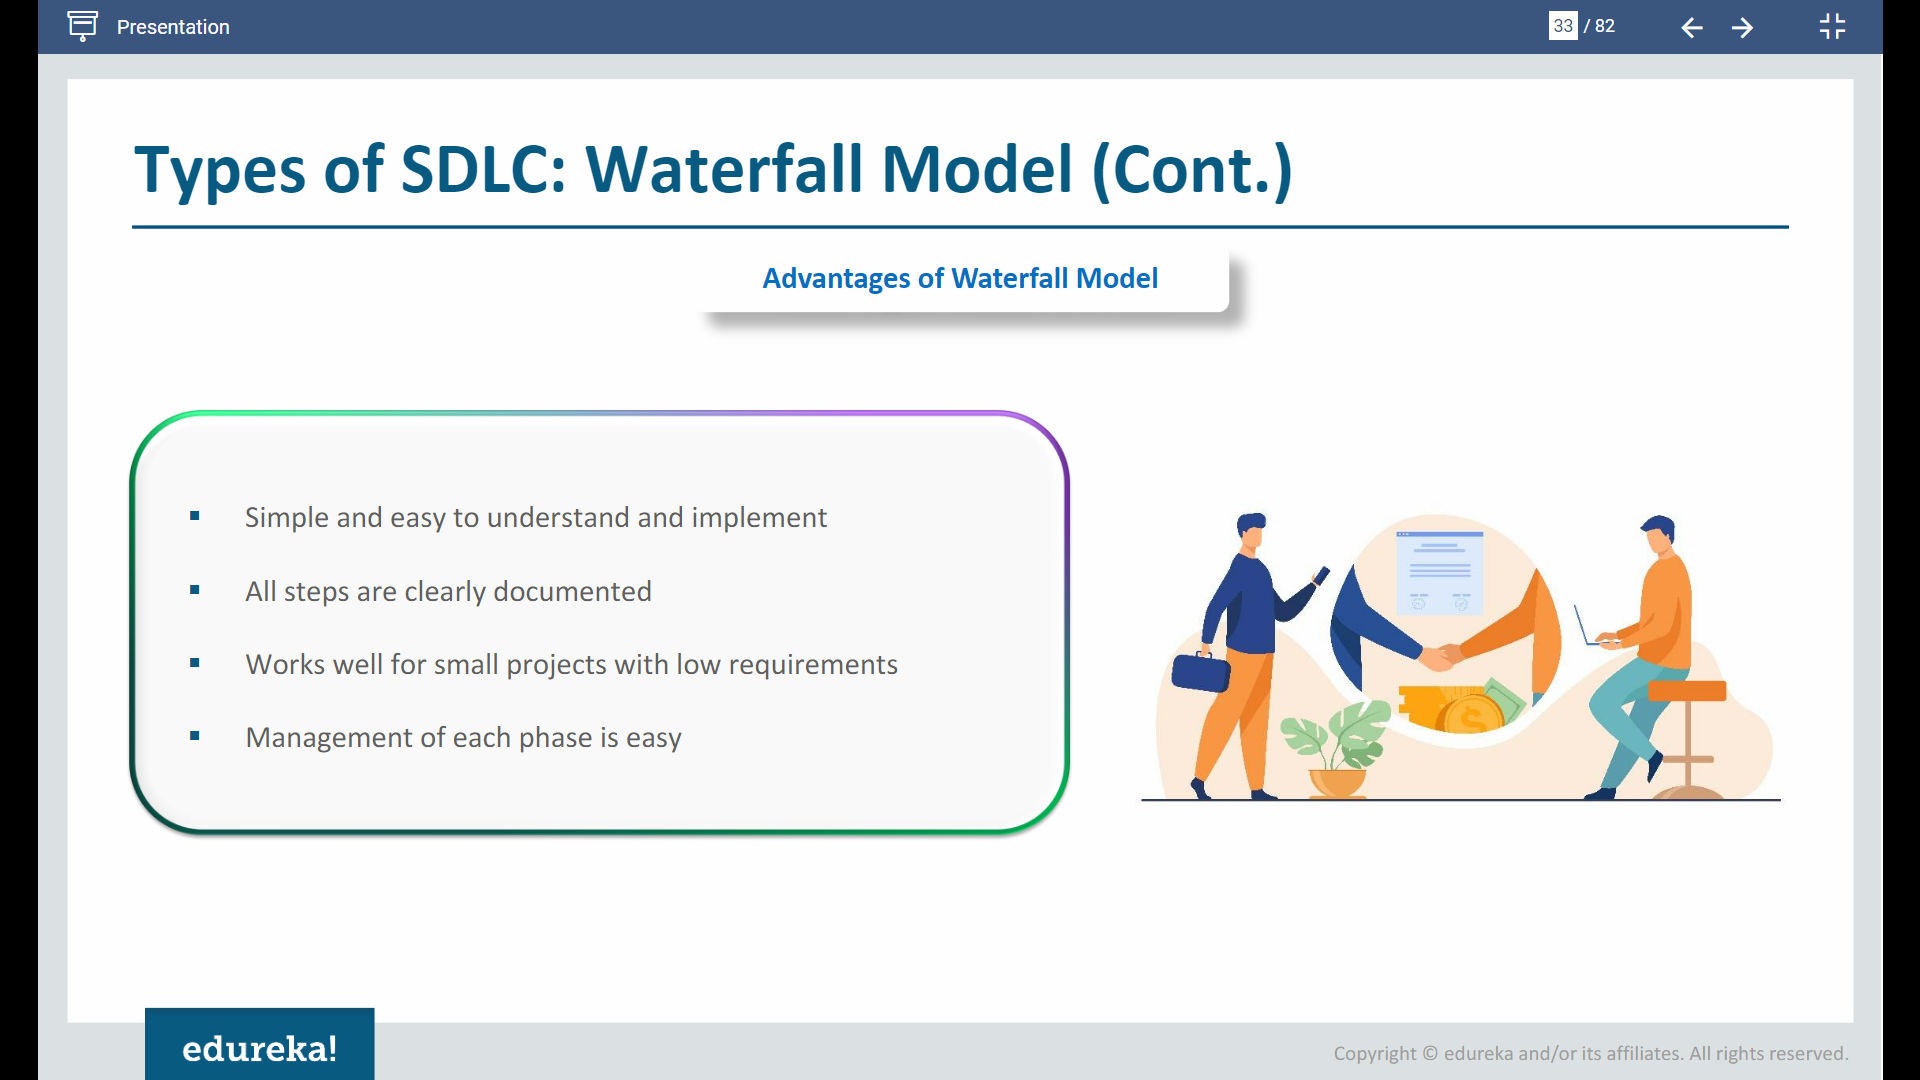 Presentation
33 / 82
Types of SDLC: Waterfall Model (Cont.)
Advantages of Waterfall Model
▪ Simple and easy to understand and implement
▪ All steps are clearly documented
▪ Works well for small projects with low requirements
▪ Management of each phase is easy
$
edureka!
Copyright © edureka and/or its affiliates. All rights reserved.